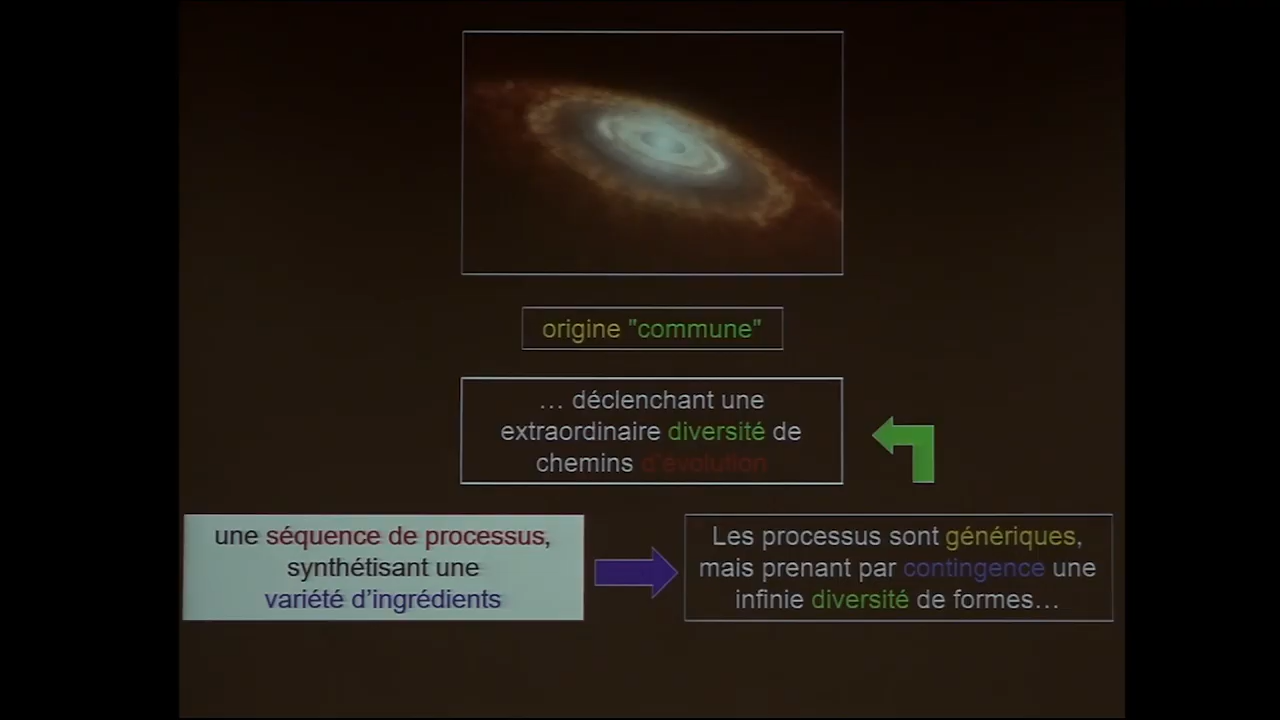 origine "commune"
… déclenchant une
extraordinaire diversité de
chemins d'évolution
une séquence de processus,
synthétisant une
variété d'ingrédients
Les processus sont génériques,
mais prenant par contingence une
infinie diversité de formes…